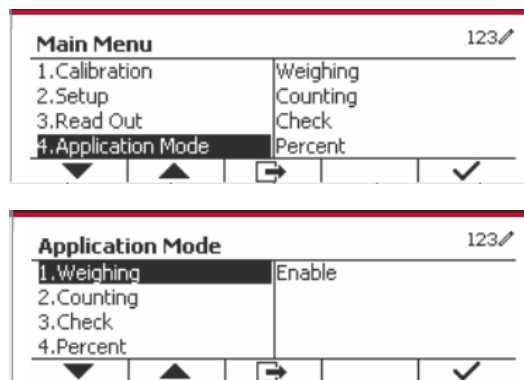 Main Menu 123
1.Calibration Weighing
2.Setup Counting
3.Read Out Check
4.Application Mode Percent
Application Mode 123
1.Weighing Enable
2.Counting
3.Check
4.Percent